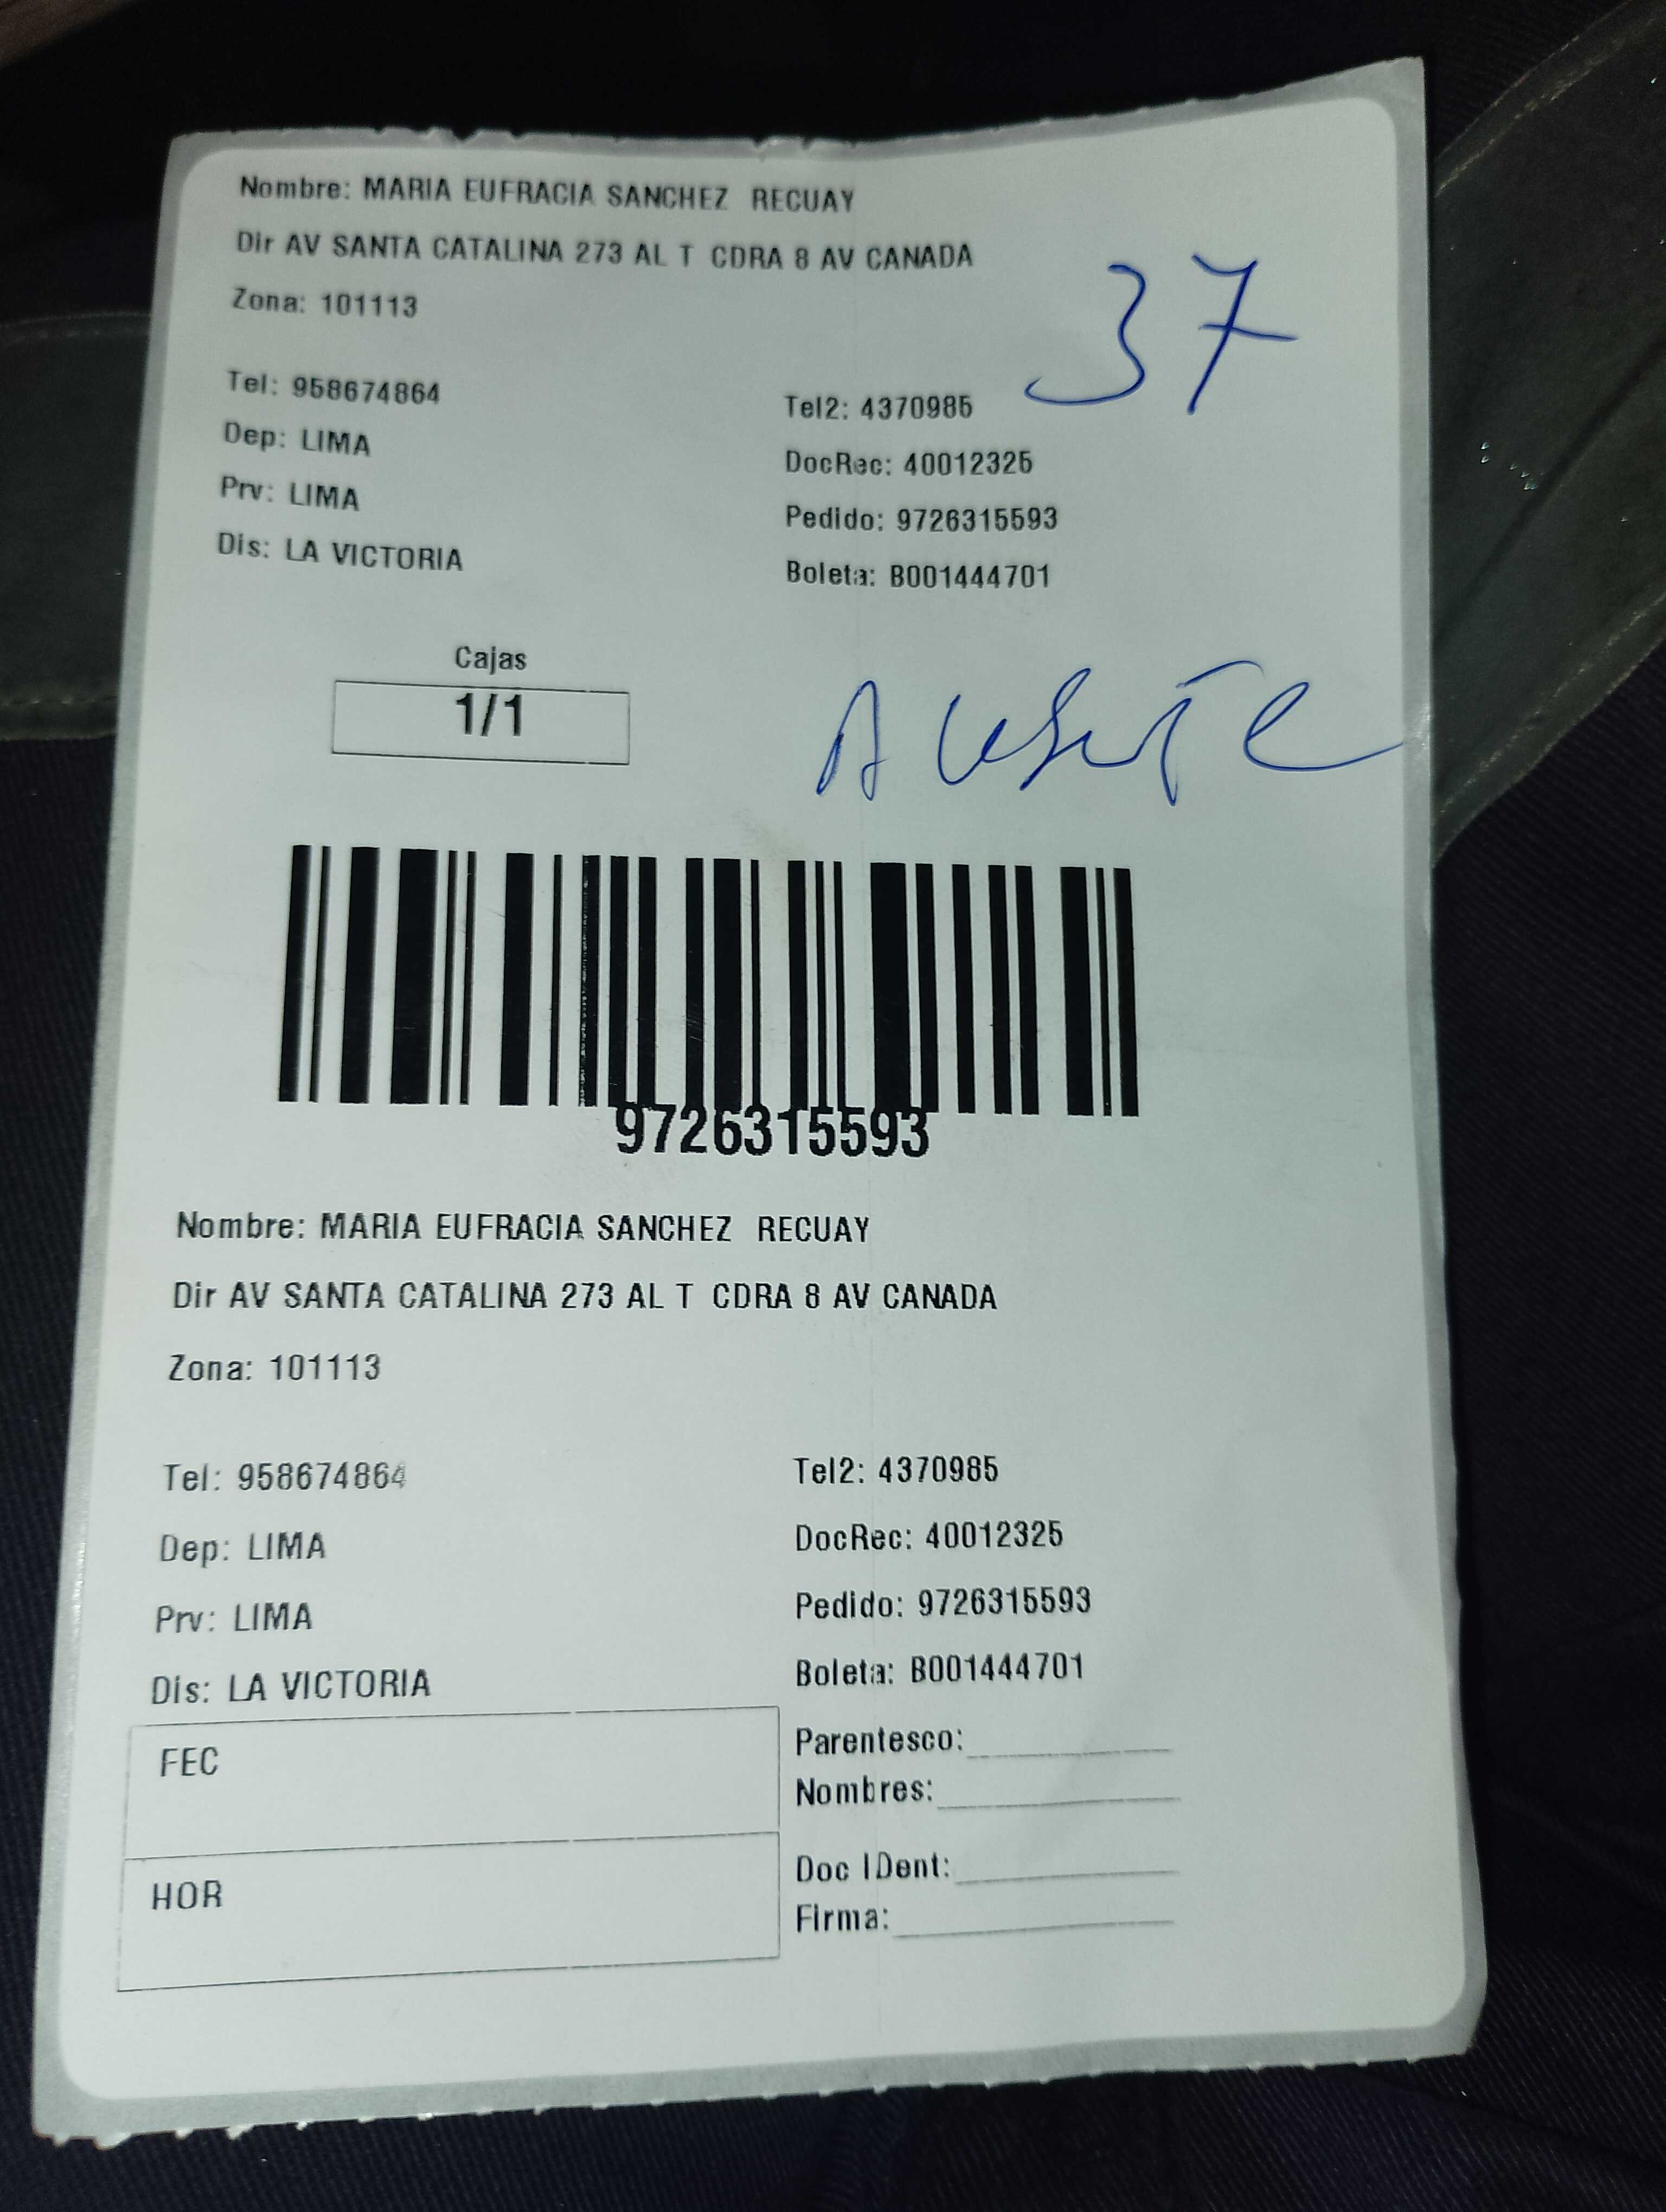 Nombre: MARIA EUFRACIA SANCHEZ RECUAY
Dir AV SANTA CATALINA 273 AL T CDRA 8 AV CANADA
Zona: 101113
37
Tel: 958674864
Tel2: 4370985
Dep: LIMA
DocRec: 40012325
Prv: LIMA
Pedido: 9726315593
Dis: LA VICTORIA
Boleta: B001444701
Cajas
1/1
Ausente
9726315593
Nombre: MARIA EUFRACIA SANCHEZ RECUAY
Dir AV SANTA CATALINA 273 AL T CDRA 8 AV CANADA
Zona: 101113
Tel: 958674864
Tel2: 4370985
Dep: LIMA
DocRec: 40012325
Prv: LIMA
Pedido: 9726315593
Dis: LA VICTORIA
Boleta: B001444701
FEC
Parentesco:
Nombres:
HOR
Doc IDent:
Firma: